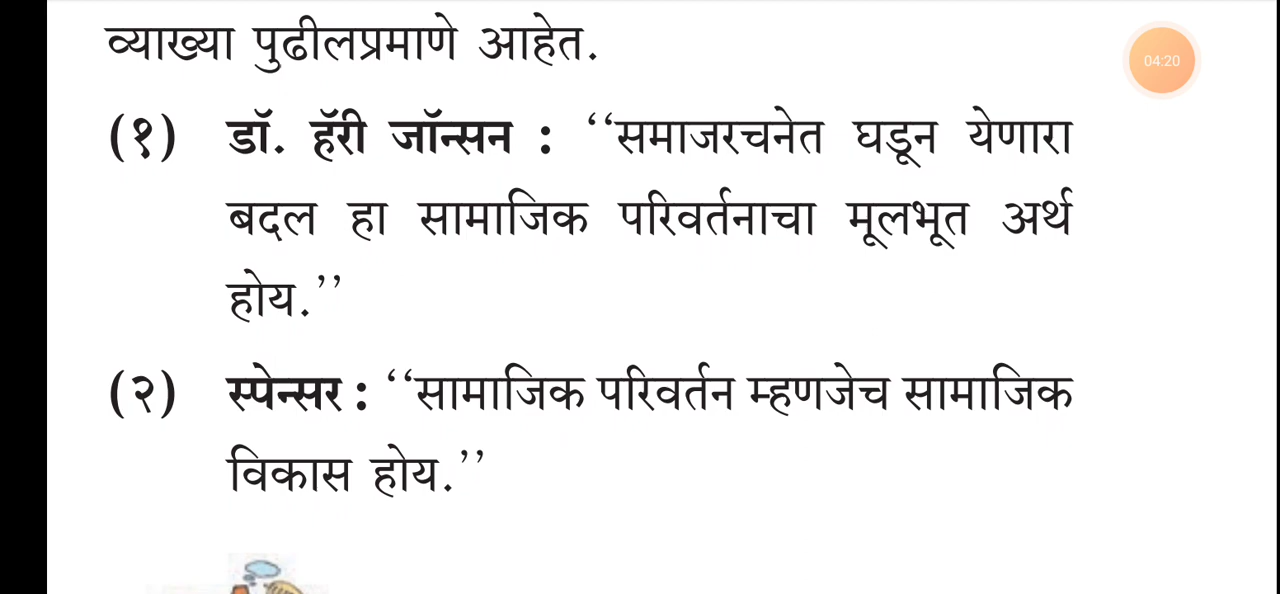 व्याख्या पुढीलप्रमाणे आहेत.
04:20
(१) डॉ. हॅरी जॉन्सन : ‘‘समाजरचनेत घडून येणारा
बदल हा सामाजिक परिवर्तनाचा मूलभूत अर्थ
होय.’’
(२) स्पेन्सर : ‘‘सामाजिक परिवर्तन म्हणजेच सामाजिक
विकास होय.’’